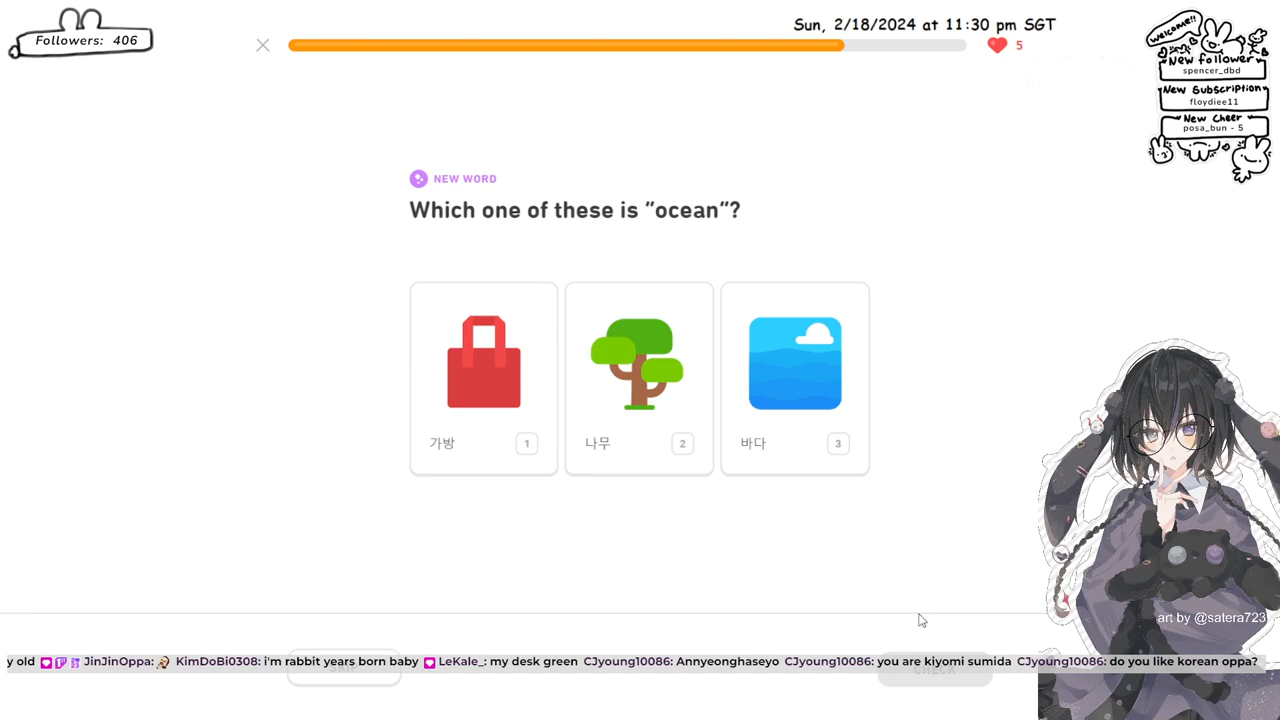 Followers: 406
Sun, 2/18/2024 at 11:30 pm SGT
5
welcome!!
New follower
spencer_dbd
New Subscription
floydiee11
New Cheer
posa_bun - 5
NEW WORD
Which one of these is “ocean”?
가방 1
나무 2
바다 3
art by @satera723
y old JinJinOppa: KimDoBi0308: i'm rabbit years born baby LeKale_: my desk green CJyoung10086: Annyeonghaseyo CJyoung10086: you are kiyomi sumida CJyoung10086: do you like korean oppa?
SKIP
CHECK